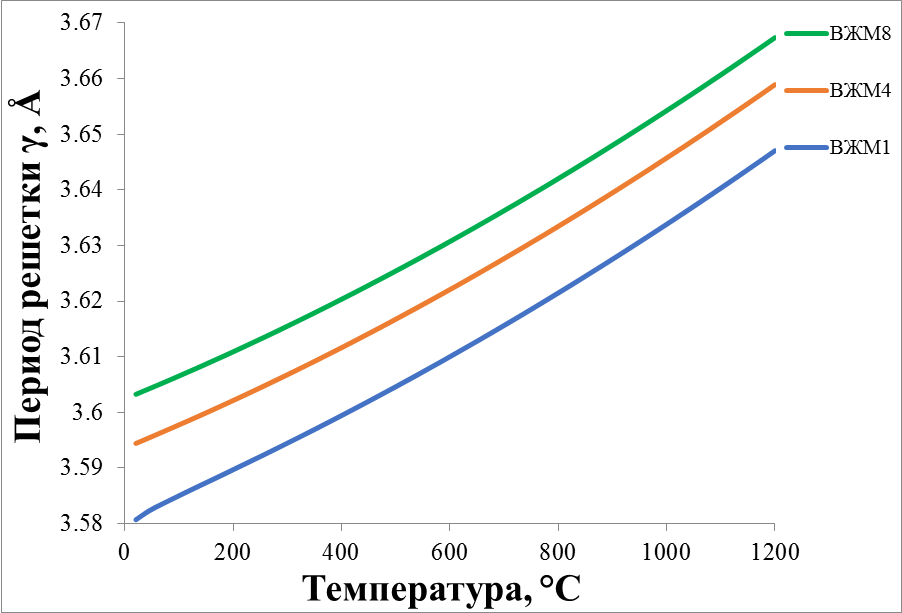 Период решетки γ, Å
3.67
3.66
3.65
3.64
3.63
3.62
3.61
3.6
3.59
3.58
0 200 400 600 800 1000 1200
Температура, °С
ВЖМ8
ВЖМ4
ВЖМ1